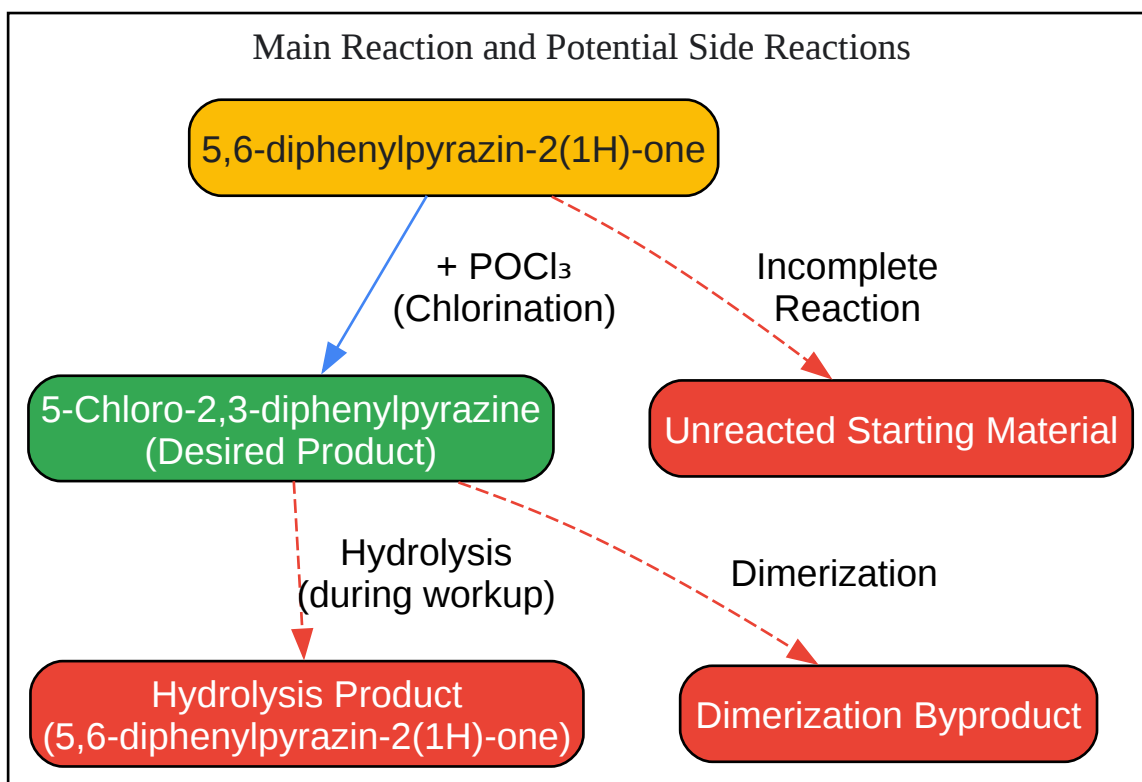 Main Reaction and Potential Side Reactions
5,6-diphenylpyrazin-2(1H)-one
+ POCl₃
(Chlorination)
Incomplete
Reaction
5-Chloro-2,3-diphenylpyrazine
(Desired Product)
Unreacted Starting Material
Hydrolysis
(during workup)
Dimerization
Hydrolysis Product
(5,6-diphenylpyrazin-2(1H)-one)
Dimerization Byproduct